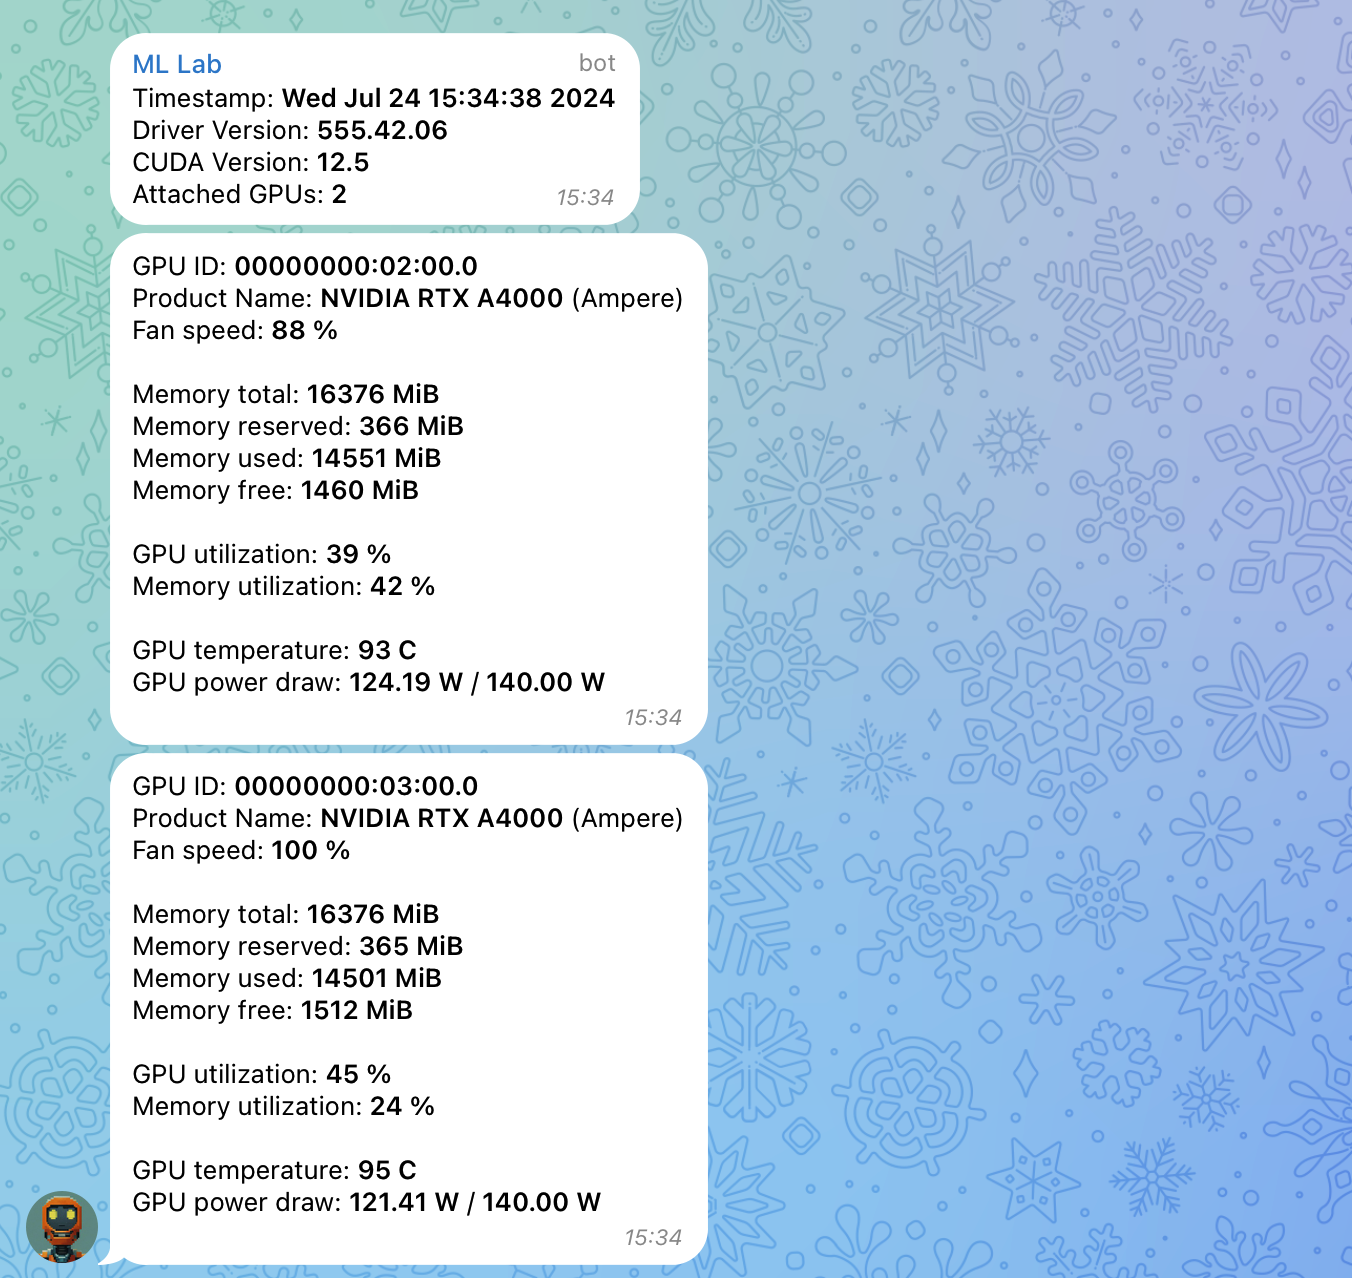 ML Lab bot
Timestamp: Wed Jul 24 15:34:38 2024
Driver Version: 555.42.06
CUDA Version: 12.5
Attached GPUs: 2 15:34
GPU ID: 00000000:02:00.0
Product Name: NVIDIA RTX A4000 (Ampere)
Fan speed: 88 %
Memory total: 16376 MiB
Memory reserved: 366 MiB
Memory used: 14551 MiB
Memory free: 1460 MiB
GPU utilization: 39 %
Memory utilization: 42 %
GPU temperature: 93 C
GPU power draw: 124.19 W / 140.00 W
15:34
GPU ID: 00000000:03:00.0
Product Name: NVIDIA RTX A4000 (Ampere)
Fan speed: 100 %
Memory total: 16376 MiB
Memory reserved: 365 MiB
Memory used: 14501 MiB
Memory free: 1512 MiB
GPU utilization: 45 %
Memory utilization: 24 %
GPU temperature: 95 C
GPU power draw: 121.41 W / 140.00 W
15:34